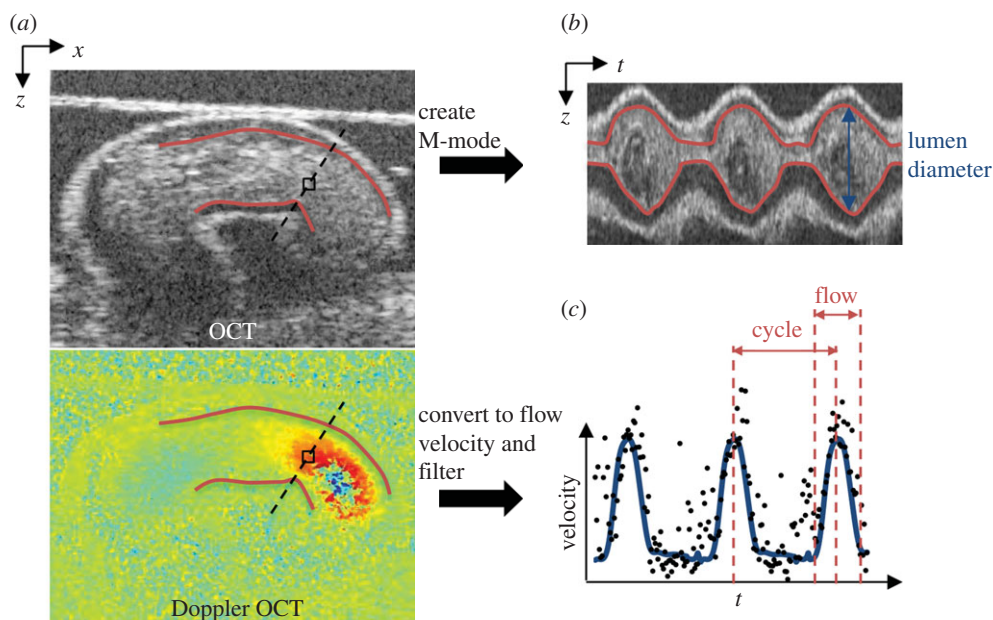 (a)
x
z
OCT
Doppler OCT
create
M-mode
convert to flow
velocity and
filter
(b)
t
z
lumen
diameter
(c)
flow
cycle
velocity
t